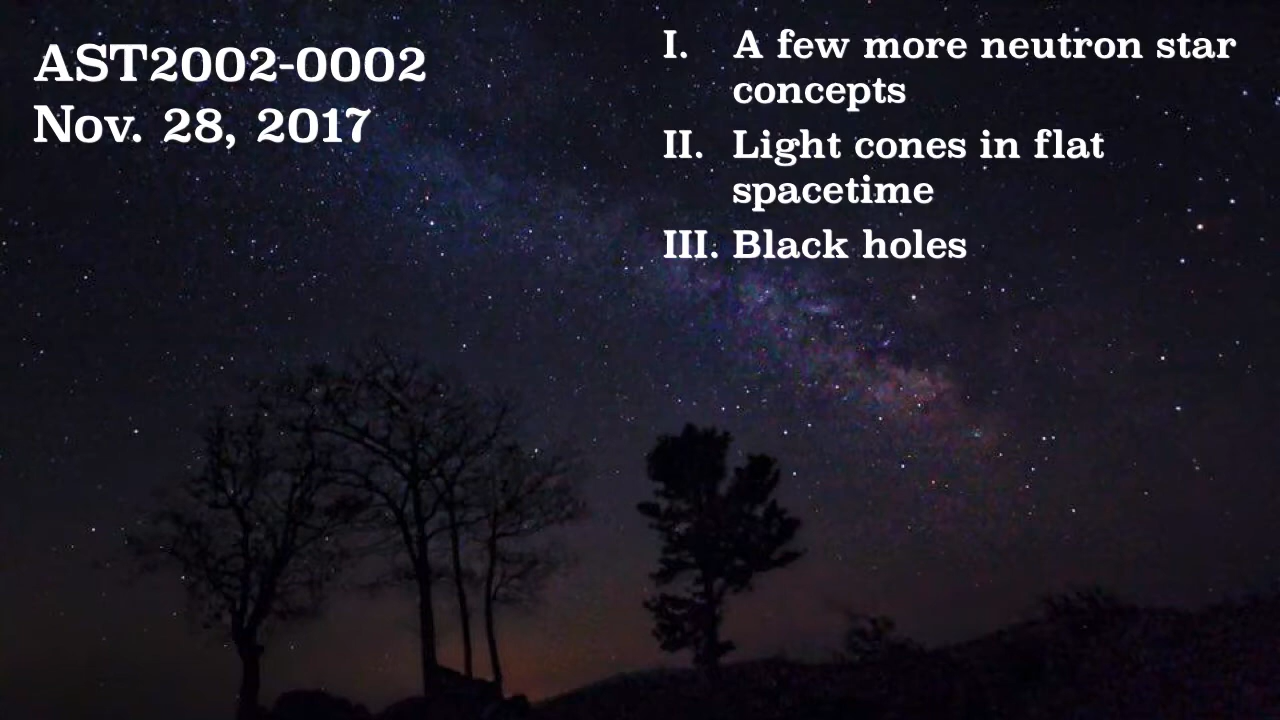 AST2002-0002
Nov. 28, 2017
I. A few more neutron star
concepts
II. Light cones in flat
spacetime
III. Black holes